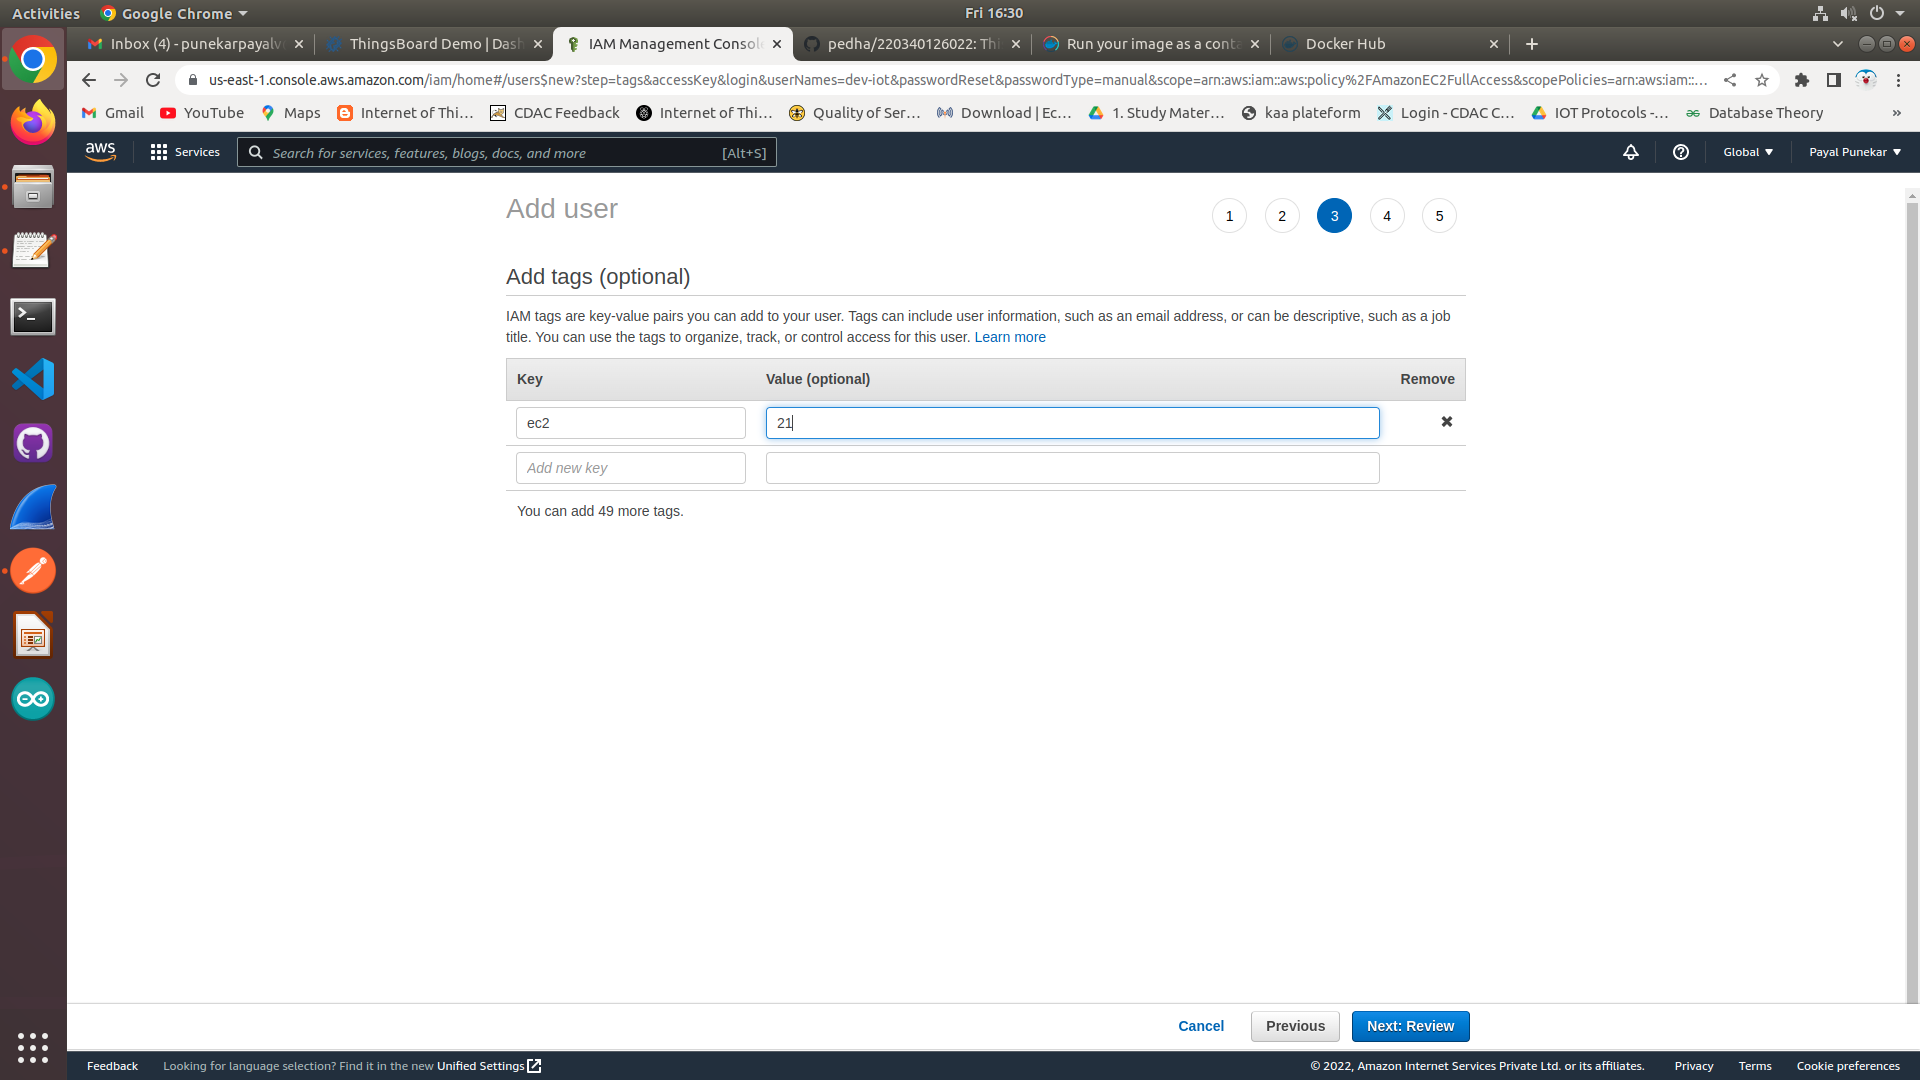 Activities
Google Chrome
Fri 16:30
Inbox (4) - punekarpayalv
ThingsBoard Demo | Dash
IAM Management Console
pedha/220340126022: Thi
Run your image as a conta
Docker Hub
us-east-1.console.aws.amazon.com/iam/home#/users$new?step=tags&accessKey&login&userNames=dev-iot&passwordReset&passwordType=manual&scope=arn:aws:iam::aws:policy%2FAmazonEC2FullAccess&scopePolicies=arn:aws:iam::...
Gmail
YouTube
Maps
Internet of Thi...
CDAC Feedback
Internet of Thi...
Quality of Ser...
Download | Ec...
1. Study Mater...
kaa plateform
Login - CDAC C...
IOT Protocols -...
Database Theory
»
aws
Services
Search for services, features, blogs, docs, and more
[Alt+S]
Global
Payal Punekar
Add user
1
2
3
4
5
Add tags (optional)
IAM tags are key-value pairs you can add to your user. Tags can include user information, such as an email address, or can be descriptive, such as a job
title. You can use the tags to organize, track, or control access for this user. Learn more
Key
Value (optional)
Remove
ec2
21
Add new key
You can add 49 more tags.
Cancel
Previous
Next: Review
Feedback
Looking for language selection? Find it in the new Unified Settings
© 2022, Amazon Internet Services Private Ltd. or its affiliates.
Privacy
Terms
Cookie preferences